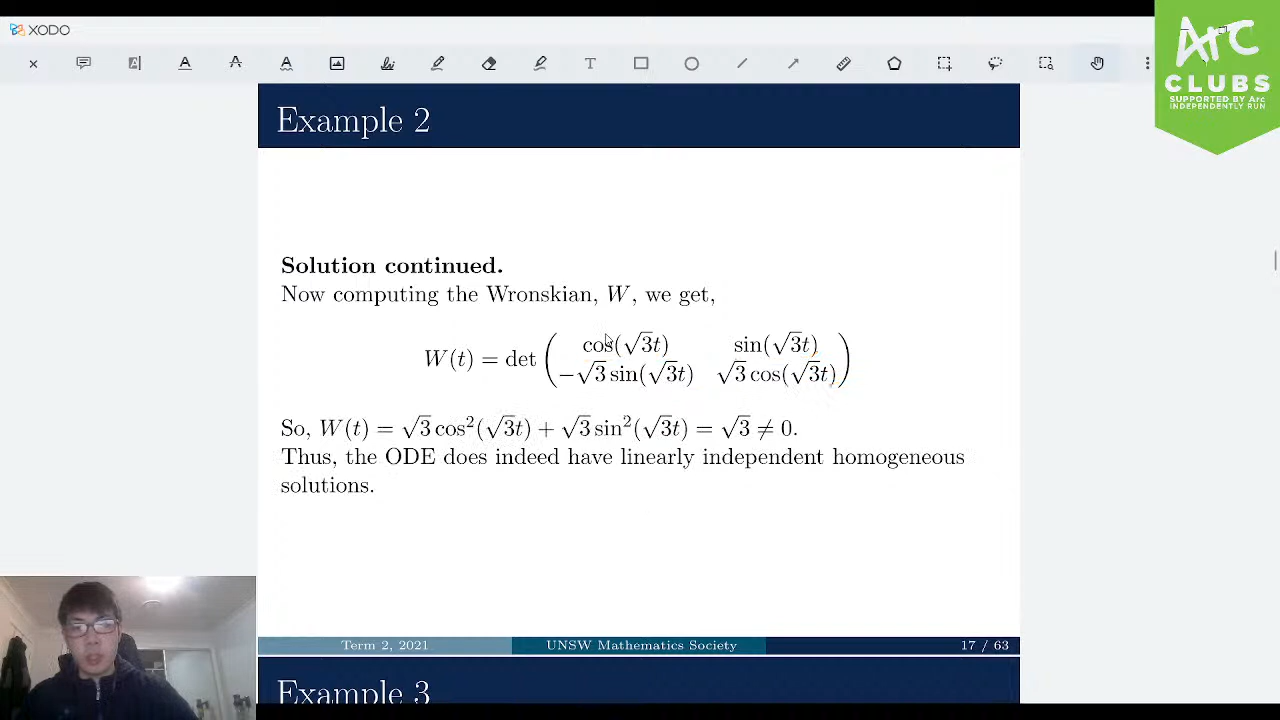 XODO
Arc
CLUBS
SUPPORTED BY Arc
INDEPENDENTLY RUN
Example 2
Solution continued.
Now computing the Wronskian, W, we get,
W(t) = det ( cos(√3t) sin(√3t)
−√3 sin(√3t) √3 cos(√3t) )
So, W(t) = √3 cos²(√3t) + √3 sin²(√3t) = √3 ≠ 0.
Thus, the ODE does indeed have linearly independent homogeneous
solutions.
Term 2, 2021 UNSW Mathematics Society 17 / 63
Example 3